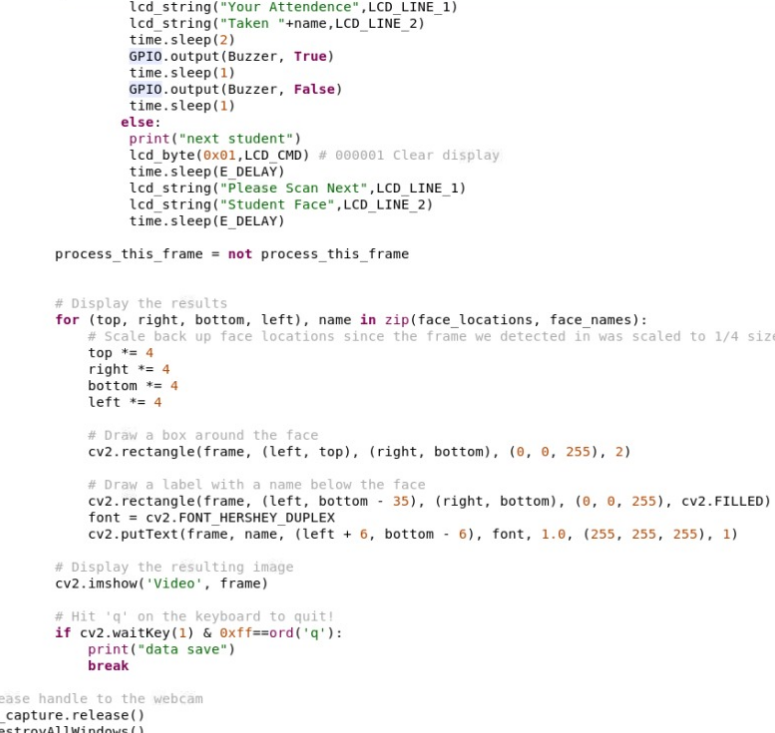 lcd_string("Your Attendence",LCD_LINE_1)
lcd_string("Taken "+name,LCD_LINE_2)
time.sleep(2)
GPIO.output(Buzzer, True)
time.sleep(1)
GPIO.output(Buzzer, False)
time.sleep(1)
else:
print("next student")
lcd_byte(0x01,LCD_CMD) # 000001 Clear display
time.sleep(E_DELAY)
lcd_string("Please Scan Next",LCD_LINE_1)
lcd_string("Student Face",LCD_LINE_2)
time.sleep(E_DELAY)
process_this_frame = not process_this_frame
# Display the results
for (top, right, bottom, left), name in zip(face_locations, face_names):
# Scale back up face locations since the frame we detected in was scaled to 1/4 size
top *= 4
right *= 4
bottom *= 4
left *= 4
# Draw a box around the face
cv2.rectangle(frame, (left, top), (right, bottom), (0, 0, 255), 2)
# Draw a label with a name below the face
cv2.rectangle(frame, (left, bottom - 35), (right, bottom), (0, 0, 255), cv2.FILLED)
font = cv2.FONT_HERSHEY_DUPLEX
cv2.putText(frame, name, (left + 6, bottom - 6), font, 1.0, (255, 255, 255), 1)
# Display the resulting image
cv2.imshow('Video', frame)
# Hit 'q' on the keyboard to quit!
if cv2.waitKey(1) & 0xff==ord('q'):
print("data save")
break
ease handle to the webcam
_capture.release()
estroyAllWindows()